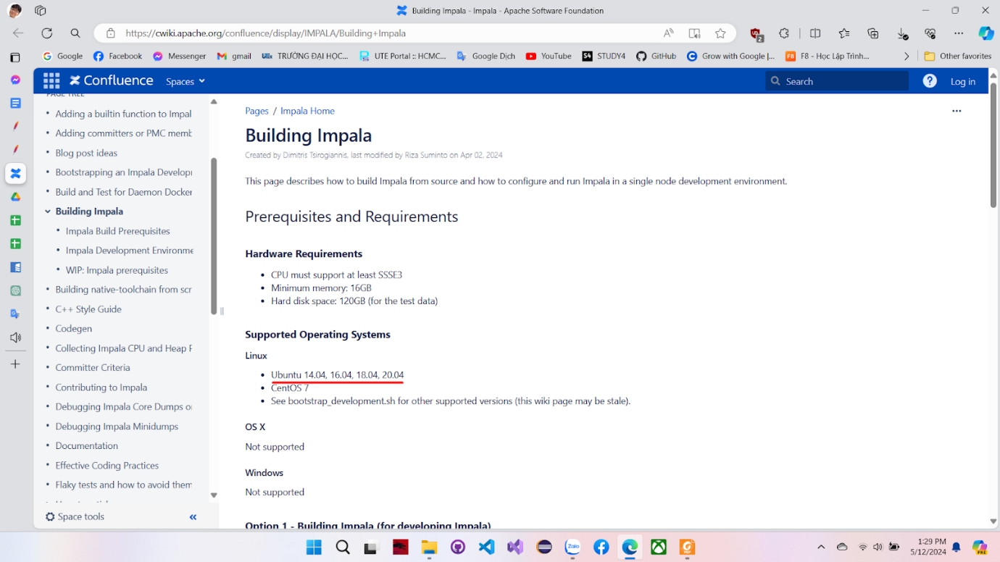 Building Impala - Impala - Apache Software Foundation
https://cwiki.apache.org/confluence/display/IMPALA/Building+Impala
2
Google Facebook Messenger gmail TRƯỜNG ĐẠI HỌC... UTE Portal :: HCMC... Google Dịch YouTube STUDY4 GitHub Grow with Google |... F8 - Học Lập Trình... Other favorites
Confluence Spaces Search Log in
PAGE TREE
Adding a builtin function to Impal
Adding committers or PMC memb
Blog post ideas
Bootstrapping an Impala Develop
Build and Test for Daemon Docker
Building Impala
Impala Build Prerequisites
Impala Development Environme
WIP: Impala prerequisites
Building native-toolchain from scr
C++ Style Guide
Codegen
Collecting Impala CPU and Heap P
Committer Criteria
Contributing to Impala
Debugging Impala Core Dumps o
Debugging Impala Minidumps
Documentation
Effective Coding Practices
Flaky tests and how to avoid them
Space tools
Pages / Impala Home
Building Impala
Created by Dimitris Tsirogiannis, last modified by Riza Suminto on Apr 02, 2024
This page describes how to build Impala from source and how to configure and run Impala in a single node development environment.
Prerequisites and Requirements
Hardware Requirements
• CPU must support at least SSSE3
• Minimum memory: 16GB
• Hard disk space: 120GB (for the test data)
Supported Operating Systems
Linux
• Ubuntu 14.04, 16.04, 18.04, 20.04
• CentOS 7
• See bootstrap_development.sh for other supported versions (this wiki page may be stale).
OS X
Not supported
Windows
Not supported
Option 1 - Building Impala (for developing Impala)
Zalo
1:29 PM
5/12/2024
PRE